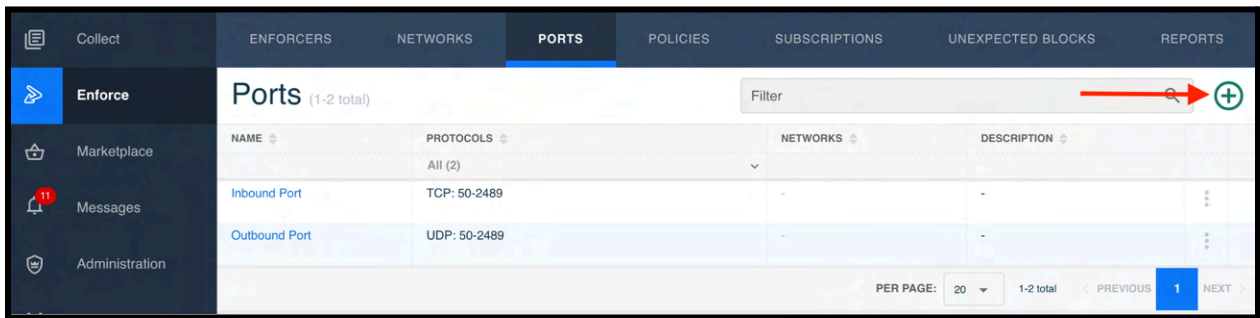 Collect
ENFORCERS NETWORKS PORTS POLICIES SUBSCRIPTIONS UNEXPECTED BLOCKS REPORTS
Enforce
Ports (1-2 total)
Filter
NAME PROTOCOLS NETWORKS DESCRIPTION
Marketplace
All (2)
Inbound Port TCP: 50-2489 - -
11
Messages
Outbound Port UDP: 50-2489 - -
Administration
PER PAGE: 20 1-2 total < PREVIOUS 1 NEXT >